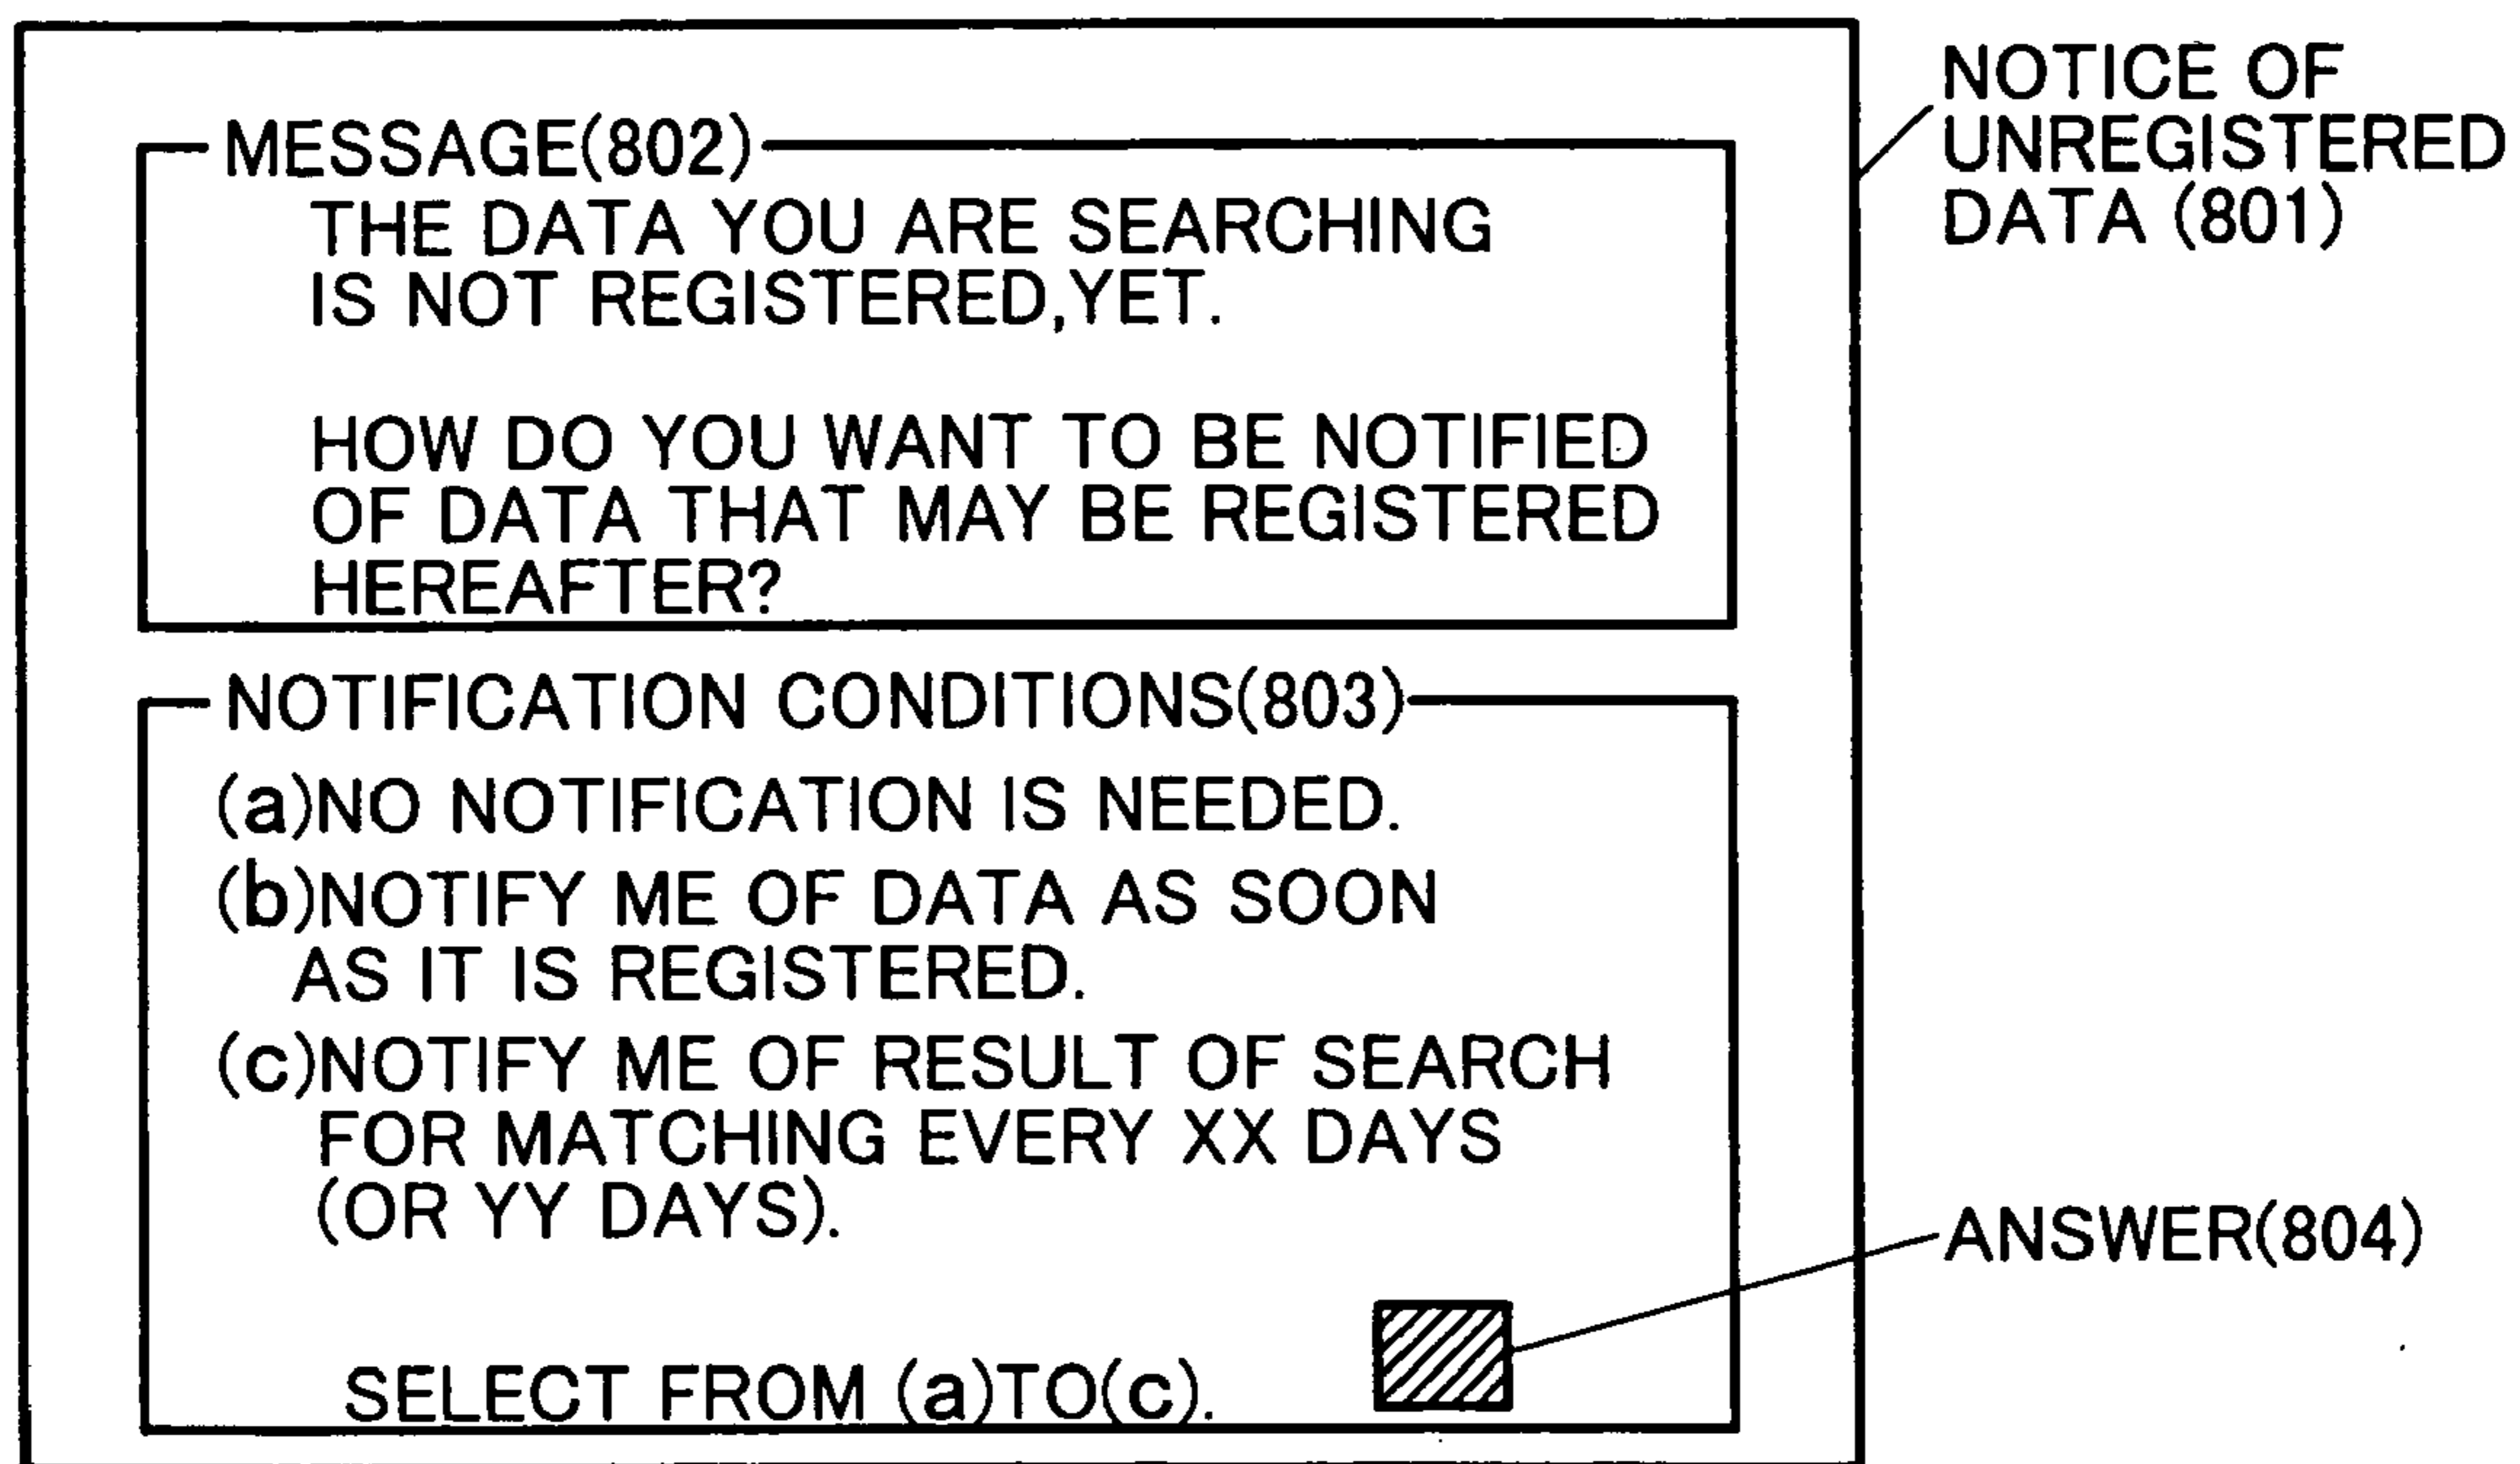 NOTICE OF
UNREGISTERED
DATA (801)
MESSAGE(802)
THE DATA YOU ARE SEARCHING
IS NOT REGISTERED,YET.
HOW DO YOU WANT TO BE NOTIFIED
OF DATA THAT MAY BE REGISTERED
HEREAFTER?
NOTIFICATION CONDITIONS(803)
(a)NO NOTIFICATION IS NEEDED.
(b)NOTIFY ME OF DATA AS SOON
AS IT IS REGISTERED.
(c)NOTIFY ME OF RESULT OF SEARCH
FOR MATCHING EVERY XX DAYS
(OR YY DAYS).
ANSWER(804)
SELECT FROM (a)TO(c).